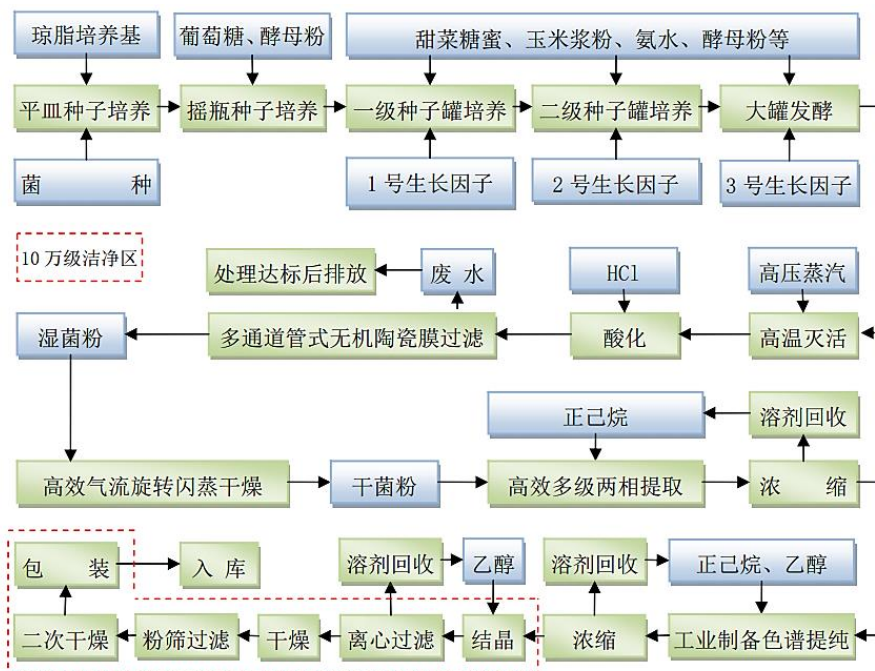 琼脂培养基
葡萄糖、酵母粉
甜菜糖蜜、玉米浆粉、氨水、酵母粉等
平皿种子培养
摇瓶种子培养
一级种子罐培养
二级种子罐培养
大罐发酵
菌 种
1号生长因子
2号生长因子
3号生长因子
10万级洁净区
处理达标后排放
废 水
HCl
高压蒸汽
湿菌粉
多通道管式无机陶瓷膜过滤
酸化
高温灭活
正己烷
溶剂回收
高效气流旋转闪蒸干燥
干菌粉
高效多级两相提取
浓 缩
包 装
入 库
溶剂回收
乙醇
溶剂回收
正己烷、乙醇
二次干燥
粉筛过滤
干燥
离心过滤
结晶
浓缩
工业制备色谱提纯